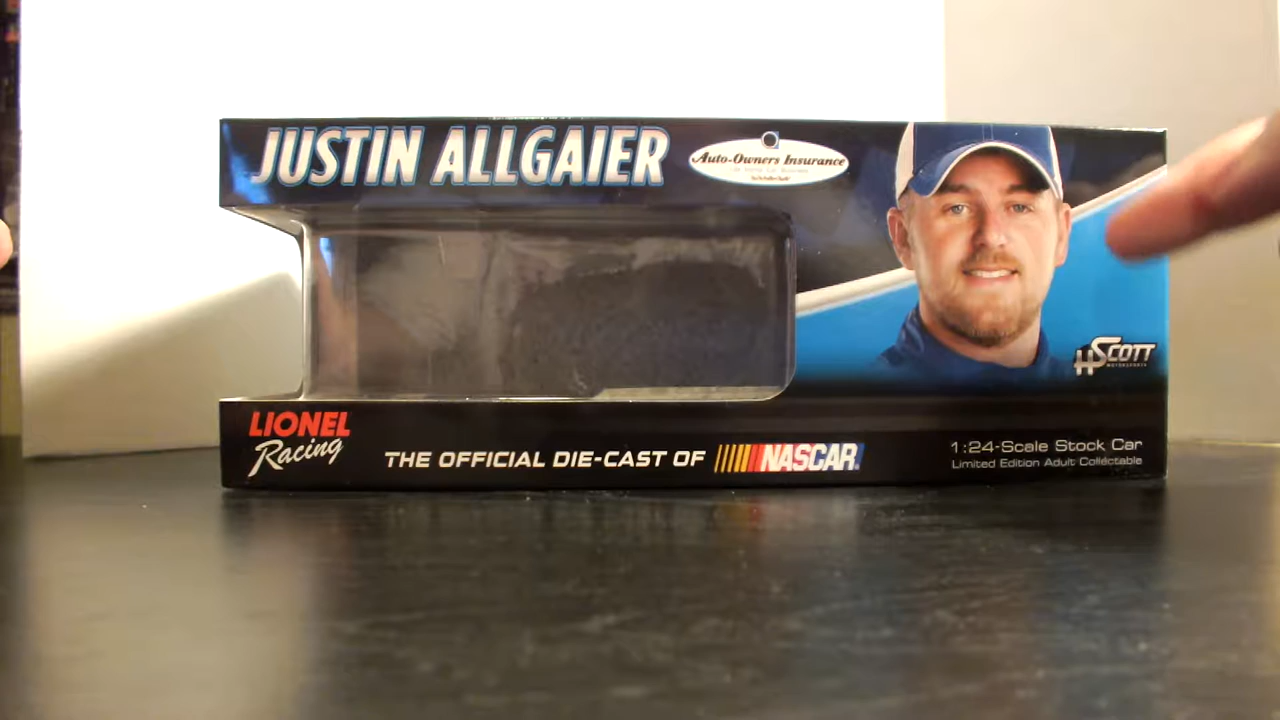 JUSTIN ALLGAIER
Auto-Owners Insurance
SCOTT
MOTORSPORTS
LIONEL
Racing
THE OFFICIAL DIE-CAST OF NASCAR
1:24-Scale Stock Car
Limited Edition Adult Collectable